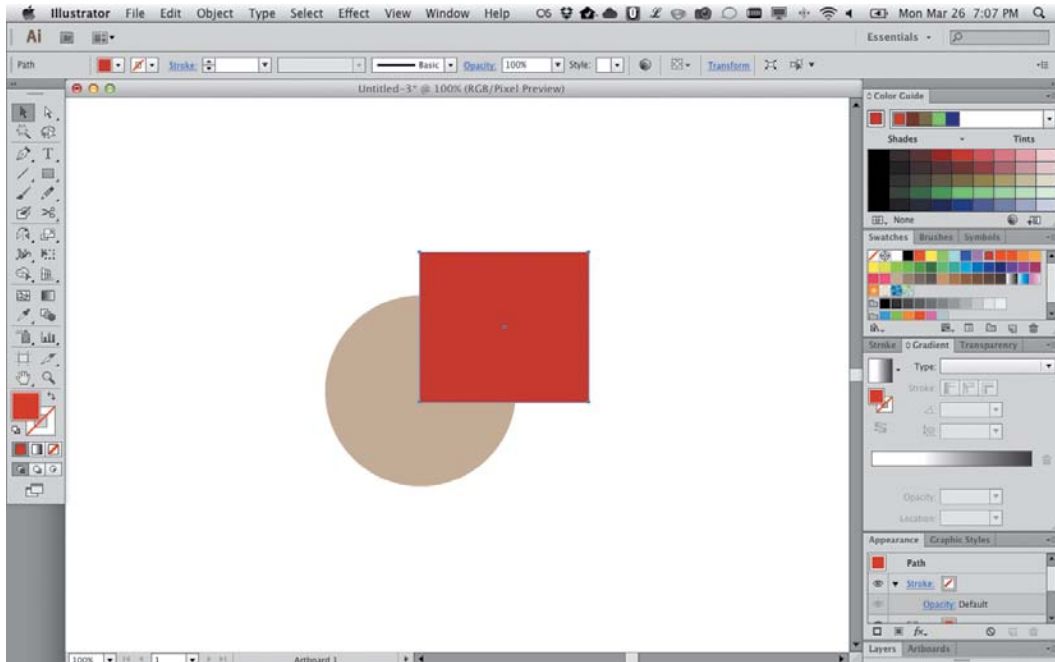 Illustrator File Edit Object Type Select Effect View Window Help Mon Mar 26 7:07 PM
Ai Br Essentials
Path Stroke: Basic Opacity: 100% Style: Transform
Untitled-3* @ 100% (RGB/Pixel Preview)
Color Guide
Shades Tints
None
Swatches Brushes Symbols
Stroke Gradient Transparency
Type:
Stroke:
Opacity:
Location:
Appearance Graphic Styles
Path
Stroke:
Opacity: Default
fx.
Layers Artboards
100% 1 Artboard 1